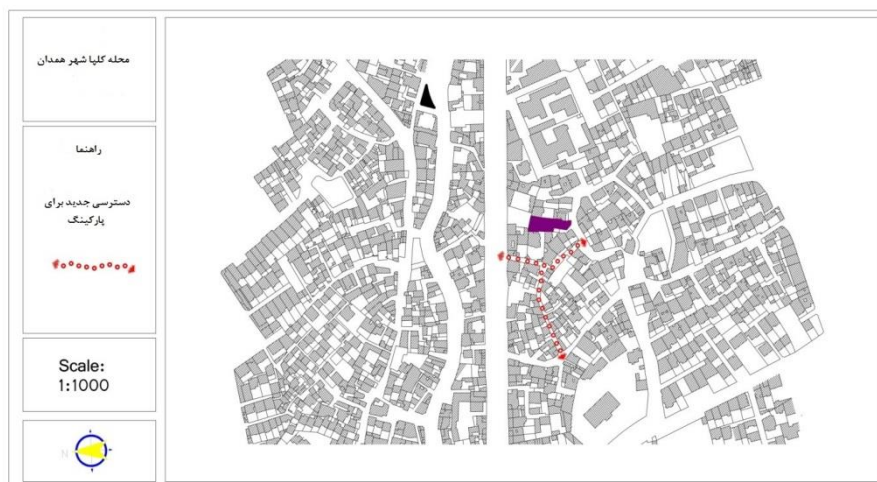 محله کلپا شهر همدان
راهنما
دسترسی جدید برای
پارکینگ
Scale:
1:1000
N